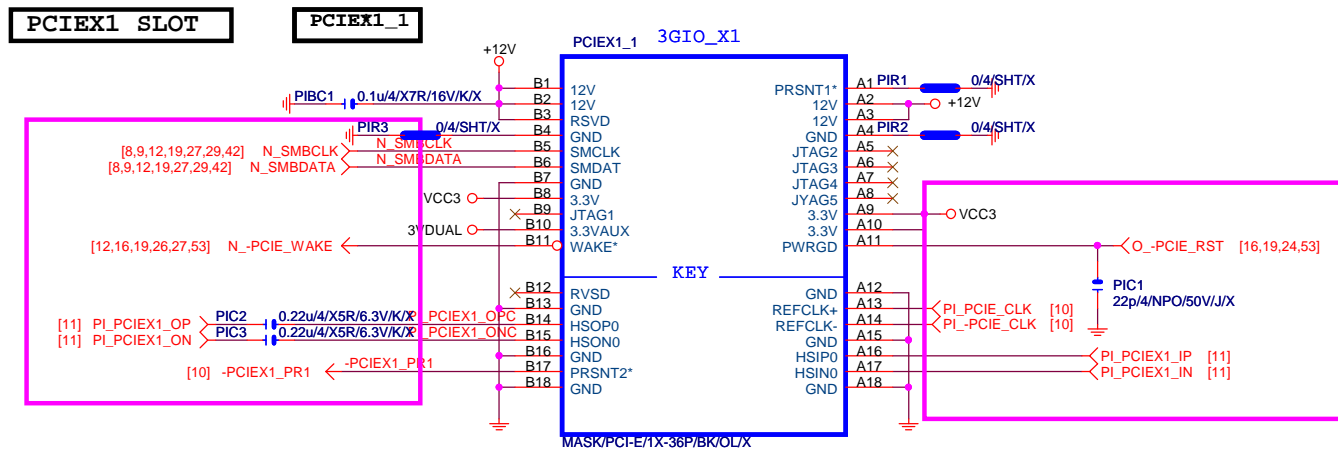 PCIEX1 SLOT
PCIEX1_1
+12V
PCIEX1_1 3GIO_X1
PIBC1 0.1u/4/X7R/16V/K/X
B1 12V
B2 12V
B3 RSVD
PIR3 0/4/SHT/X B4 GND
[8,9,12,19,27,29,42] N_SMBCLK N_SMBCLK B5 SMCLK
[8,9,12,19,27,29,42] N_SMBDATA N_SMBDATA B6 SMDAT
B7 GND
VCC3 B8 3.3V
B9 JTAG1
3VDUAL B10 3.3VAUX
[12,16,19,26,27,53] N_-PCIE_WAKE B11 WAKE*
KEY
B12 RVSD
B13 GND
[11] PI_PCIEX1_OP PIC2 0.22u/4/X5R/6.3V/K/X PI_PCIEX1_OPC B14 HSOP0
[11] PI_PCIEX1_ON PIC3 0.22u/4/X5R/6.3V/K/X PI_PCIEX1_ONC B15 HSON0
B16 GND
[10] -PCIEX1_PR1 -PCIEX1_PR1 B17 PRSNT2*
B18 GND
PRSNT1* A1 PIR1 0/4/SHT/X
12V A2 +12V
12V A3
GND A4 PIR2 0/4/SHT/X
JTAG2 A5
JTAG3 A6
JTAG4 A7
JYAG5 A8
3.3V A9 VCC3
3.3V A10
PWRGD A11 O_-PCIE_RST [16,19,24,53]
PIC1
22p/4/NPO/50V/J/X
GND A12
REFCLK+ A13 PI_PCIE_CLK [10]
REFCLK- A14 PI_-PCIE_CLK [10]
GND A15
HSIP0 A16 PI_PCIEX1_IP [11]
HSIN0 A17 PI_PCIEX1_IN [11]
GND A18
MASK/PCI-E/1X-36P/BK/OL/X